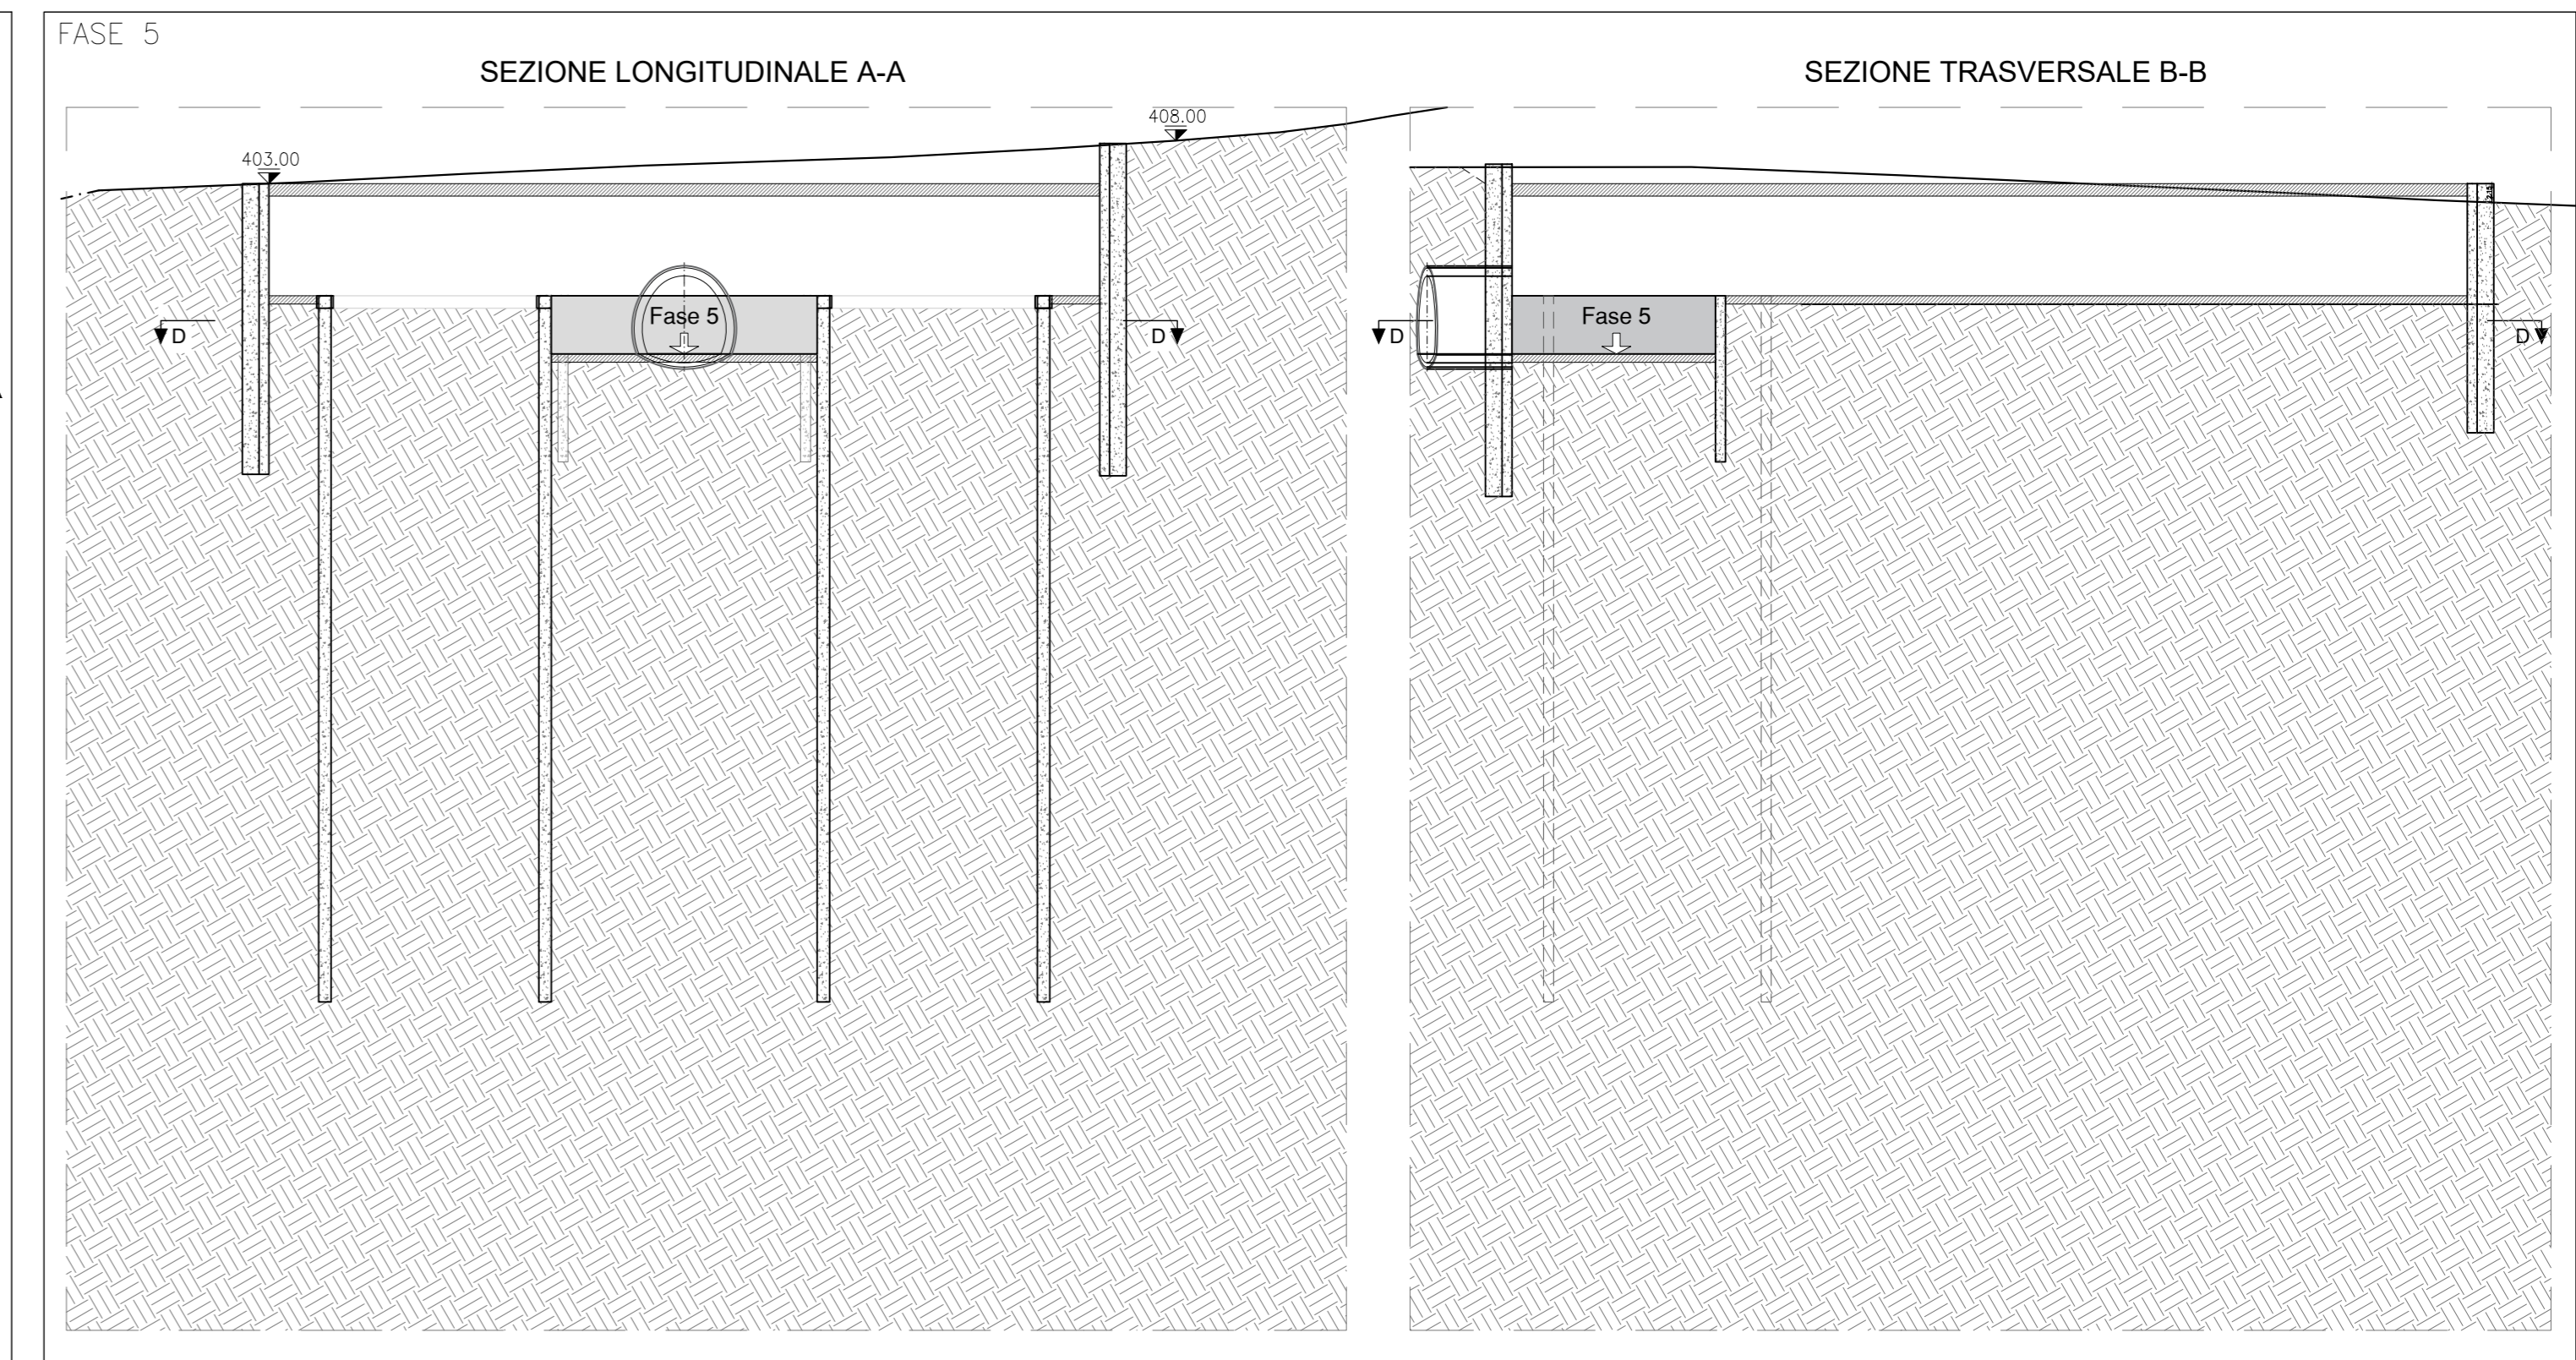 FASE 5
SEZIONE LONGITUDINALE A-A
SEZIONE TRASVERSALE B-B
408.00
403.00
Fase 5
Fase 5
D
D
D
D